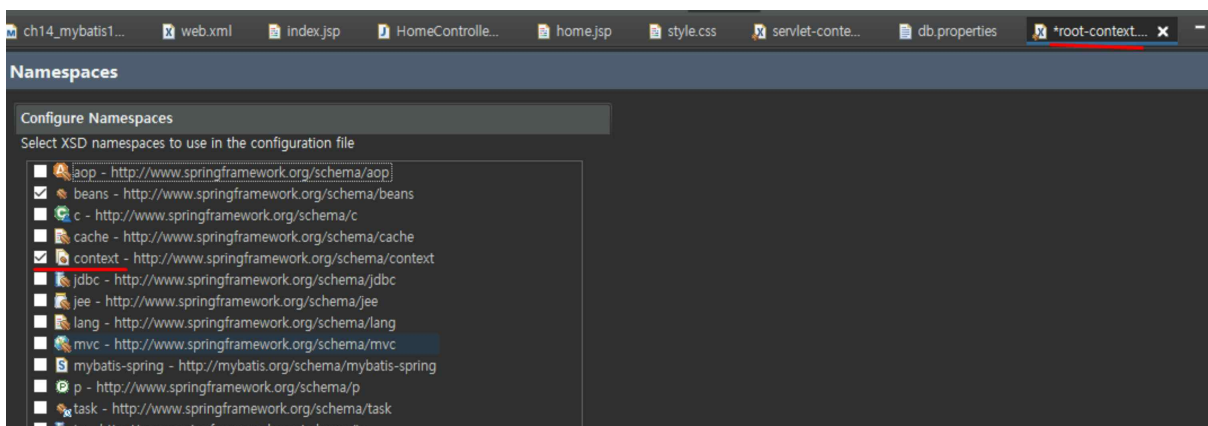 ch14_mybatis1... web.xml index.jsp HomeControlle... home.jsp style.css servlet-conte... db.properties *root-context....
Namespaces
Configure Namespaces
Select XSD namespaces to use in the configuration file
aop - http://www.springframework.org/schema/aop
beans - http://www.springframework.org/schema/beans
c - http://www.springframework.org/schema/c
cache - http://www.springframework.org/schema/cache
context - http://www.springframework.org/schema/context
jdbc - http://www.springframework.org/schema/jdbc
jee - http://www.springframework.org/schema/jee
lang - http://www.springframework.org/schema/lang
mvc - http://www.springframework.org/schema/mvc
mybatis-spring - http://mybatis.org/schema/mybatis-spring
p - http://www.springframework.org/schema/p
task - http://www.springframework.org/schema/task